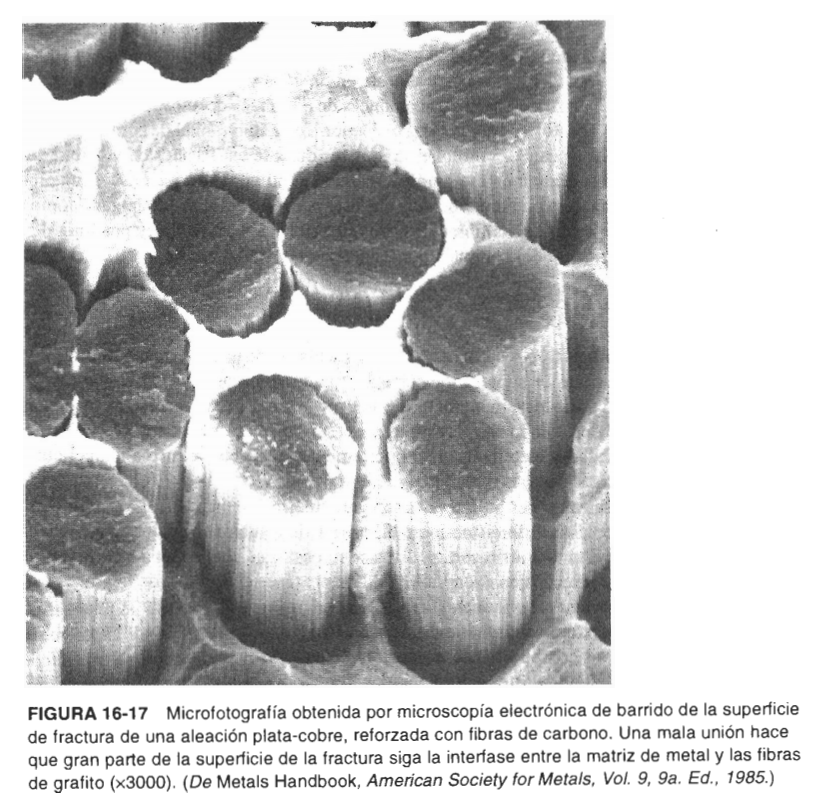 FIGURA 16-17 Microfotografía obtenida por microscopía electrónica de barrido de la superficie
de fractura de una aleación plata-cobre, reforzada con fibras de carbono. Una mala unión hace
que gran parte de la superficie de la fractura siga la interfase entre la matriz de metal y las fibras
de grafito (×3000). (De Metals Handbook, American Society for Metals, Vol. 9, 9a. Ed., 1985.)